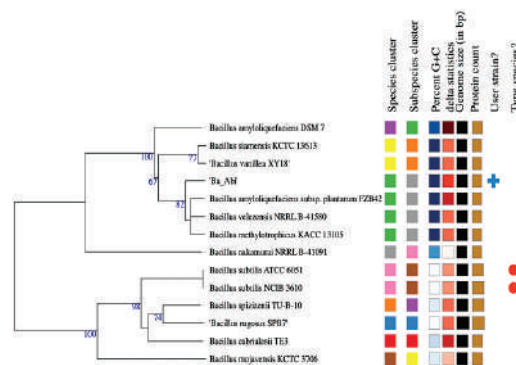 Species cluster
Subspecies cluster
Percent G+C
delta statistics
Genome size (in bp)
Protein count
User strain?
Type species?
Bacillus amyloliquefaciens DSM 7
Bacillus siamensis KCTC 13613
'Bacillus vanillea XY18'
'Ba_Abi'
Bacillus amyloliquefaciens subsp. plantarum FZB42
Bacillus velezensis NRRL B-41580
Bacillus methylotrophicus KACC 13105
Bacillus nakamurai NRRL B-41091
Bacillus subtilis ATCC 6051
Bacillus subtilis NCIB 3610
Bacillus spizizenii TU-B-10
'Bacillus rugosus SPB7'
Bacillus cabrialesii TE3
Bacillus mojavensis KCTC 3706
100
77
67
82
98
74
100